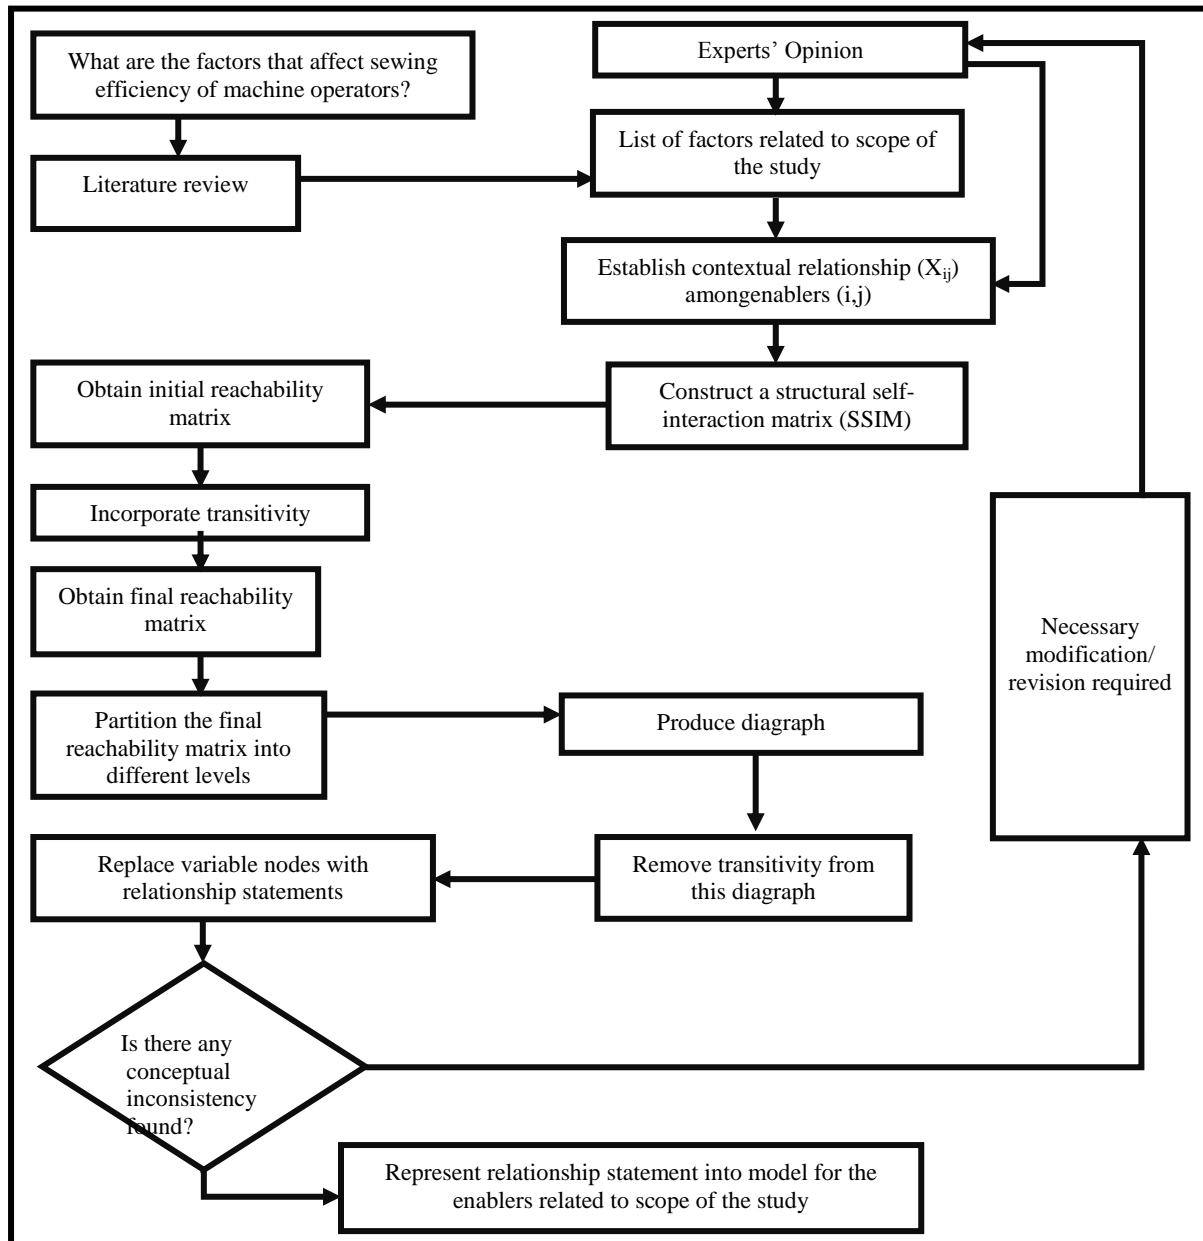 What are the factors that affect sewing
efficiency of machine operators?
Experts’ Opinion
List of factors related to scope of
the study
Literature review
Establish contextual relationship (Xij)
amongenablers (i,j)
Obtain initial reachability
matrix
Construct a structural self-
interaction matrix (SSIM)
Incorporate transitivity
Obtain final reachability
matrix
Necessary
modification/
revision required
Partition the final
reachability matrix into
different levels
Produce diagraph
Replace variable nodes with
relationship statements
Remove transitivity from
this diagraph
Is there any
conceptual
inconsistency
found?
Represent relationship statement into model for the
enablers related to scope of the study